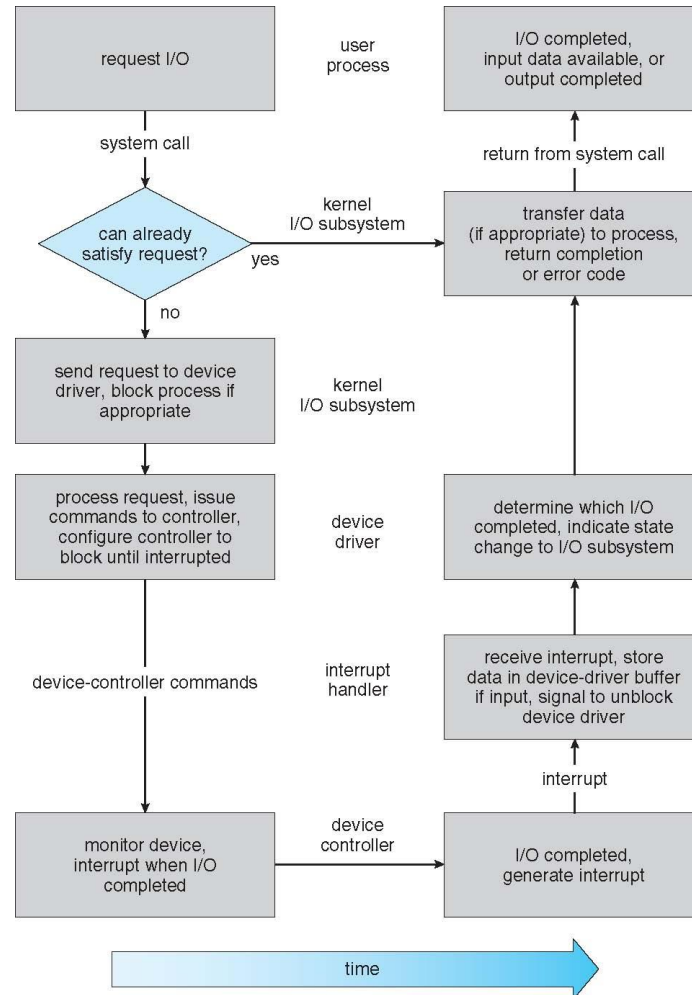 request I/O
user
process
I/O completed,
input data available, or
output completed
system call
return from system call
can already
satisfy request?
yes
no
kernel
I/O subsystem
transfer data
(if appropriate) to process,
return completion
or error code
send request to device
driver, block process if
appropriate
kernel
I/O subsystem
process request, issue
commands to controller,
configure controller to
block until interrupted
device
driver
determine which I/O
completed, indicate state
change to I/O subsystem
device-controller commands
interrupt
handler
receive interrupt, store
data in device-driver buffer
if input, signal to unblock
device driver
interrupt
monitor device,
interrupt when I/O
completed
device
controller
I/O completed,
generate interrupt
time